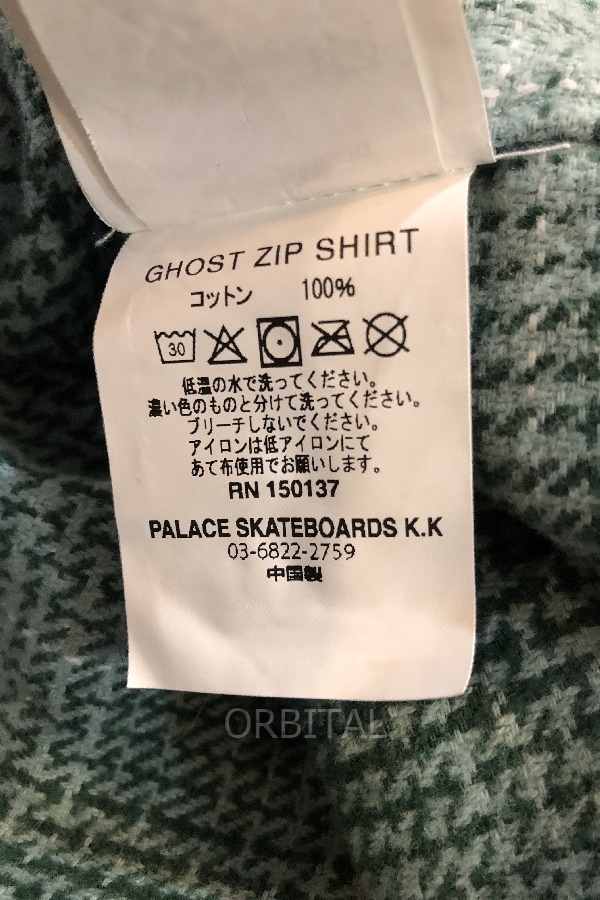 GHOST ZIP SHIRT
コットン 100%
30
低温の水で洗ってください。
濃い色のものと分けて洗ってください。
ブリーチしないでください。
アイロンは低アイロンにて
あて布使用でお願いします。
RN 150137
PALACE SKATEBOARDS K.K
03-6822-2759
中国製
ORBITAL